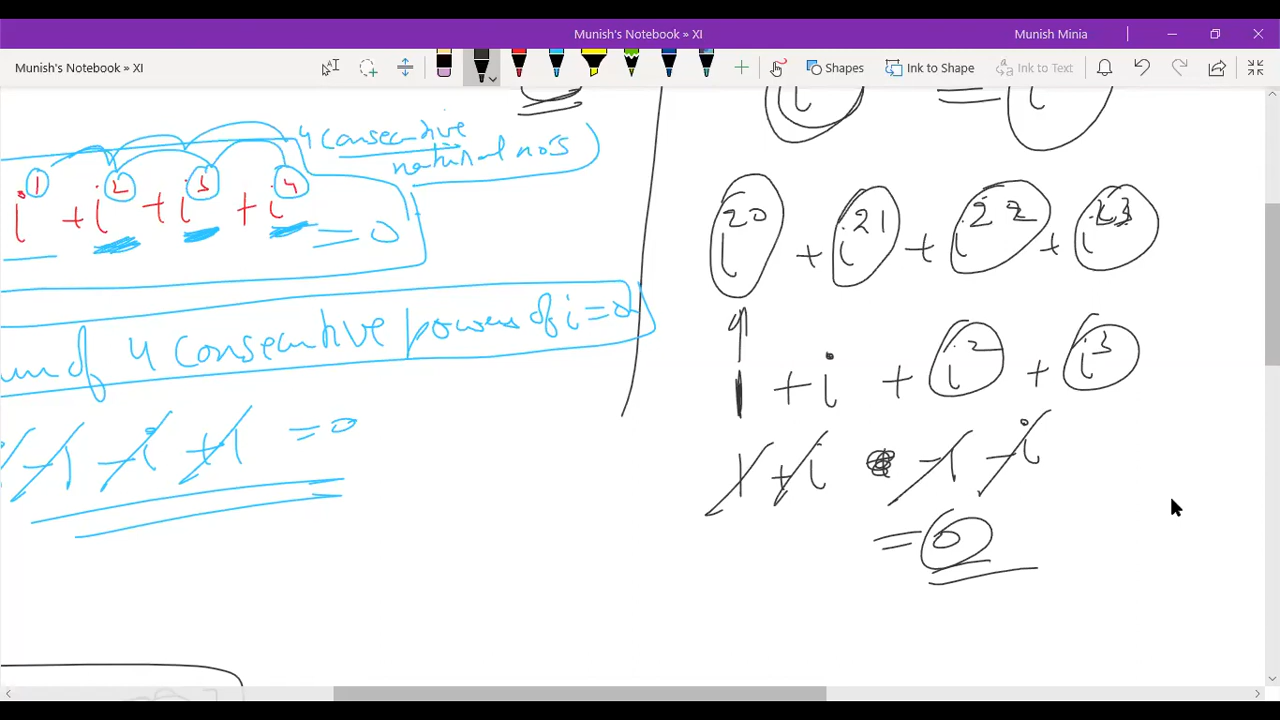 Munish's Notebook » XI
Munish Minia
Munish's Notebook » XI
Shapes
Ink to Shape
Ink to Text
4 consecutive
natural nos
i¹ + i² + i³ + i⁴ = 0
of 4 consecutive powers of i = 0
-1 -i +1 = 0
i = i
i²⁰ + i²¹ + i²² + i²³
1 + i + i² + i³
1 + i -1 -i
= 0